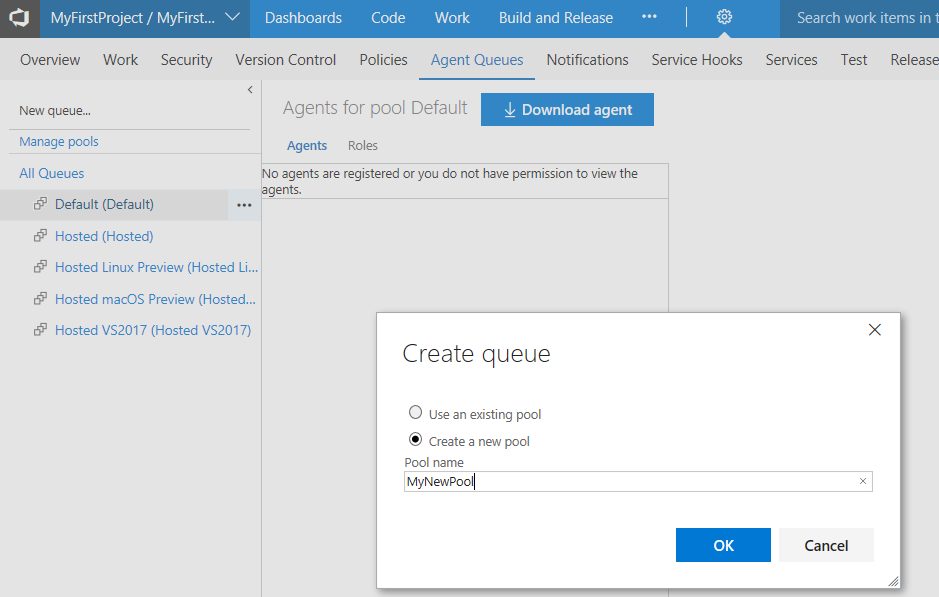 MyFirstProject / MyFirst...
Dashboards Code Work Build and Release ... Search work items in t
Overview Work Security Version Control Policies Agent Queues Notifications Service Hooks Services Test Release
New queue...
Manage pools
All Queues
Default (Default) ...
Hosted (Hosted)
Hosted Linux Preview (Hosted Li...
Hosted macOS Preview (Hosted...
Hosted VS2017 (Hosted VS2017)
Agents for pool Default Download agent
Agents Roles
No agents are registered or you do not have permission to view the
agents.
Create queue
Use an existing pool
Create a new pool
Pool name
MyNewPool
OK Cancel